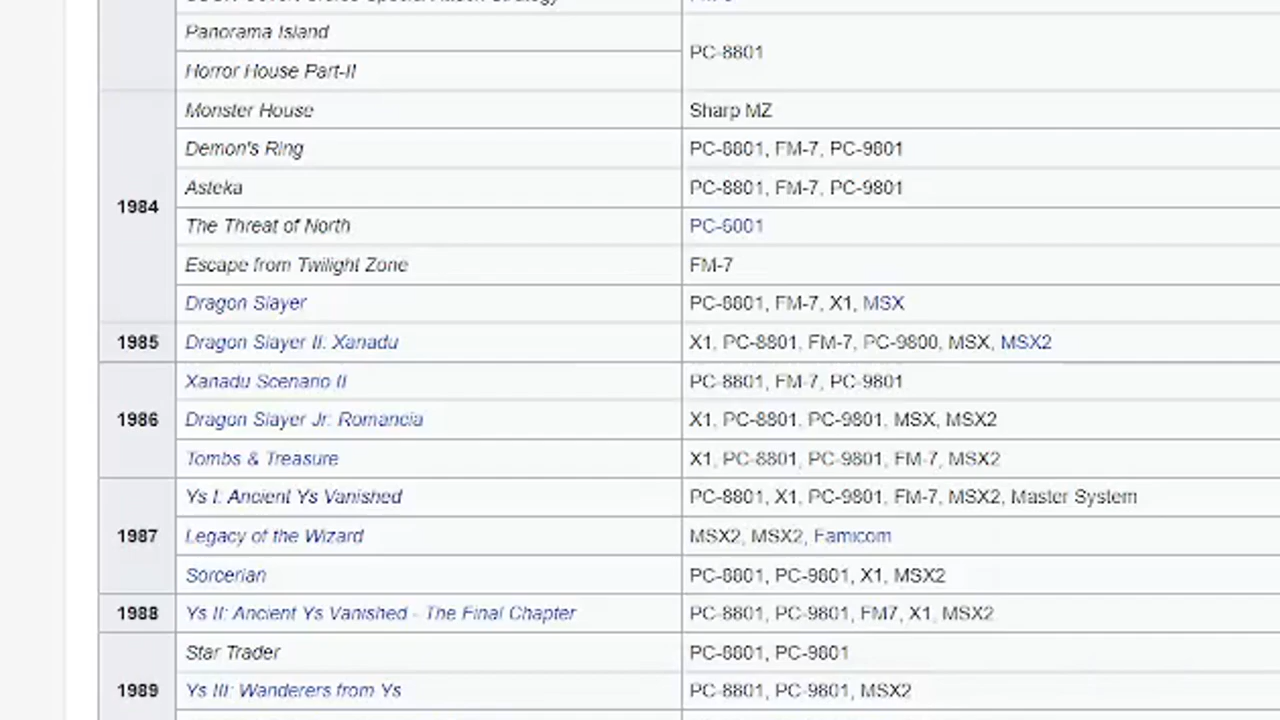 Panorama Island
PC-8801
Horror House Part-II
Monster House Sharp MZ
Demon's Ring PC-8801, FM-7, PC-9801
Asteka PC-8801, FM-7, PC-9801
1984
The Threat of North PC-6001
Escape from Twilight Zone FM-7
Dragon Slayer PC-8801, FM-7, X1, MSX
1985 Dragon Slayer II: Xanadu X1, PC-8801, FM-7, PC-9800, MSX, MSX2
Xanadu Scenario II PC-8801, FM-7, PC-9801
1986 Dragon Slayer Jr: Romancia X1, PC-8801, PC-9801, MSX, MSX2
Tombs & Treasure X1, PC-8801, PC-9801, FM-7, MSX2
Ys I: Ancient Ys Vanished PC-8801, X1, PC-9801, FM-7, MSX2, Master System
1987 Legacy of the Wizard MSX2, MSX2, Famicom
Sorcerian PC-8801, PC-9801, X1, MSX2
1988 Ys II: Ancient Ys Vanished - The Final Chapter PC-8801, PC-9801, FM7, X1, MSX2
Star Trader PC-8801, PC-9801
1989 Ys III: Wanderers from Ys PC-8801, PC-9801, MSX2